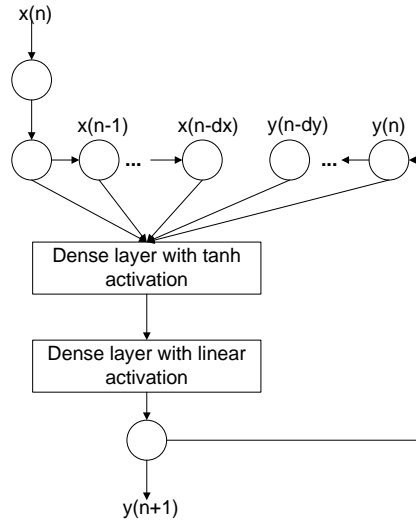 x(n)
x(n-1)
x(n-dx)
y(n-dy)
y(n)
...
...
Dense layer with tanh
activation
Dense layer with linear
activation
y(n+1)